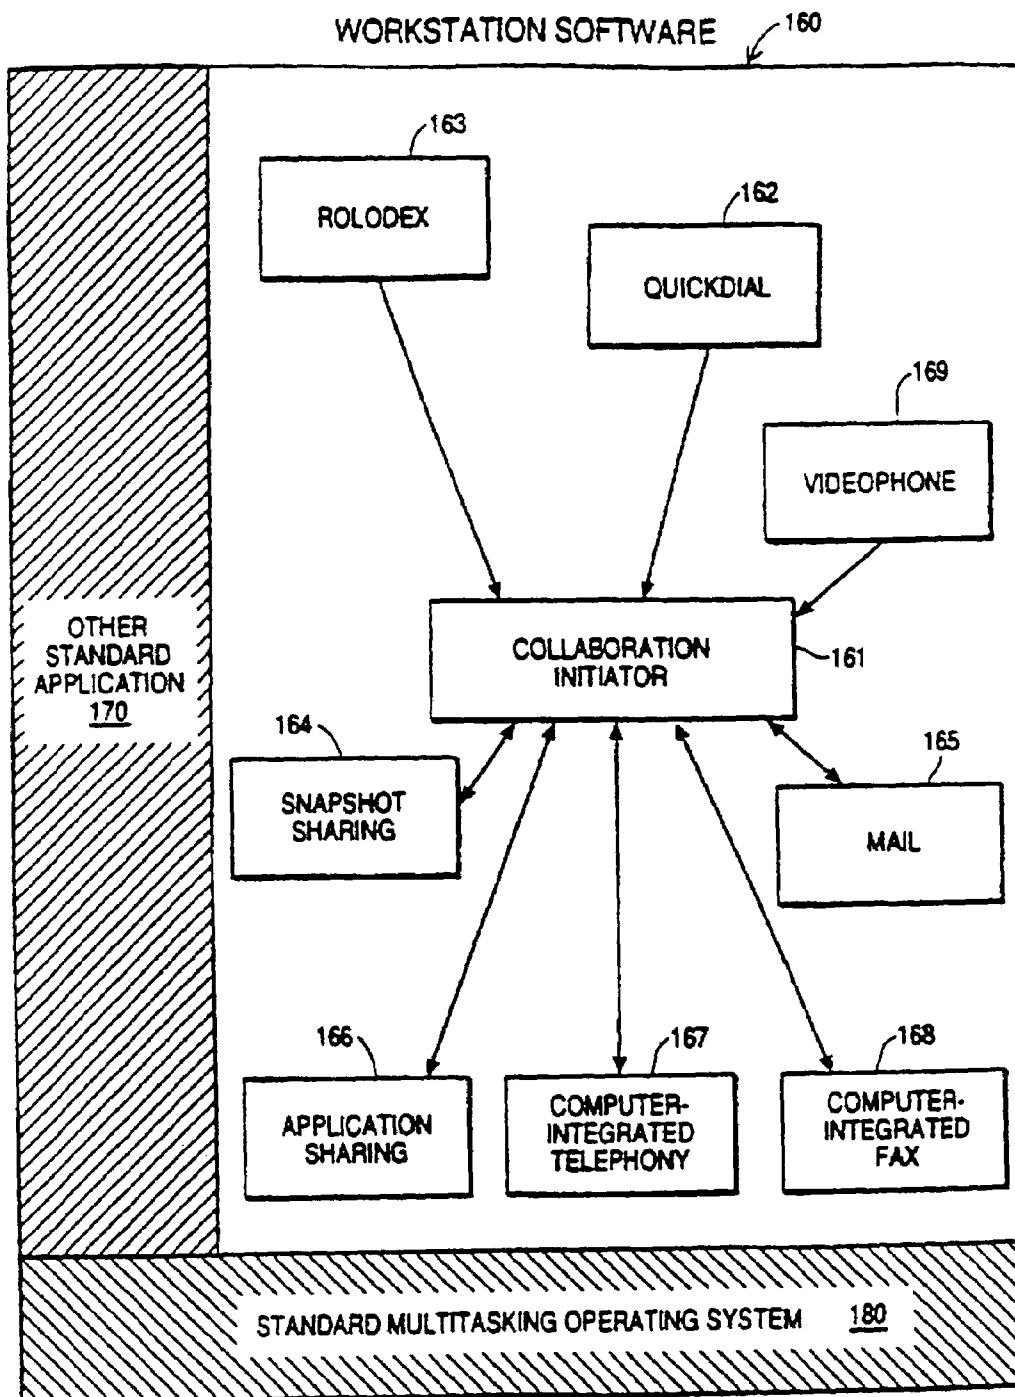 WORKSTATION SOFTWARE
160
163
ROLODEX
162
QUICKDIAL
169
VIDEOPHONE
COLLABORATION
INITIATOR
161
OTHER
STANDARD
APPLICATION
170
164
SNAPSHOT
SHARING
165
MAIL
166
APPLICATION
SHARING
167
COMPUTER-
INTEGRATED
TELEPHONY
168
COMPUTER-
INTEGRATED
FAX
STANDARD MULTITASKING OPERATING SYSTEM 180